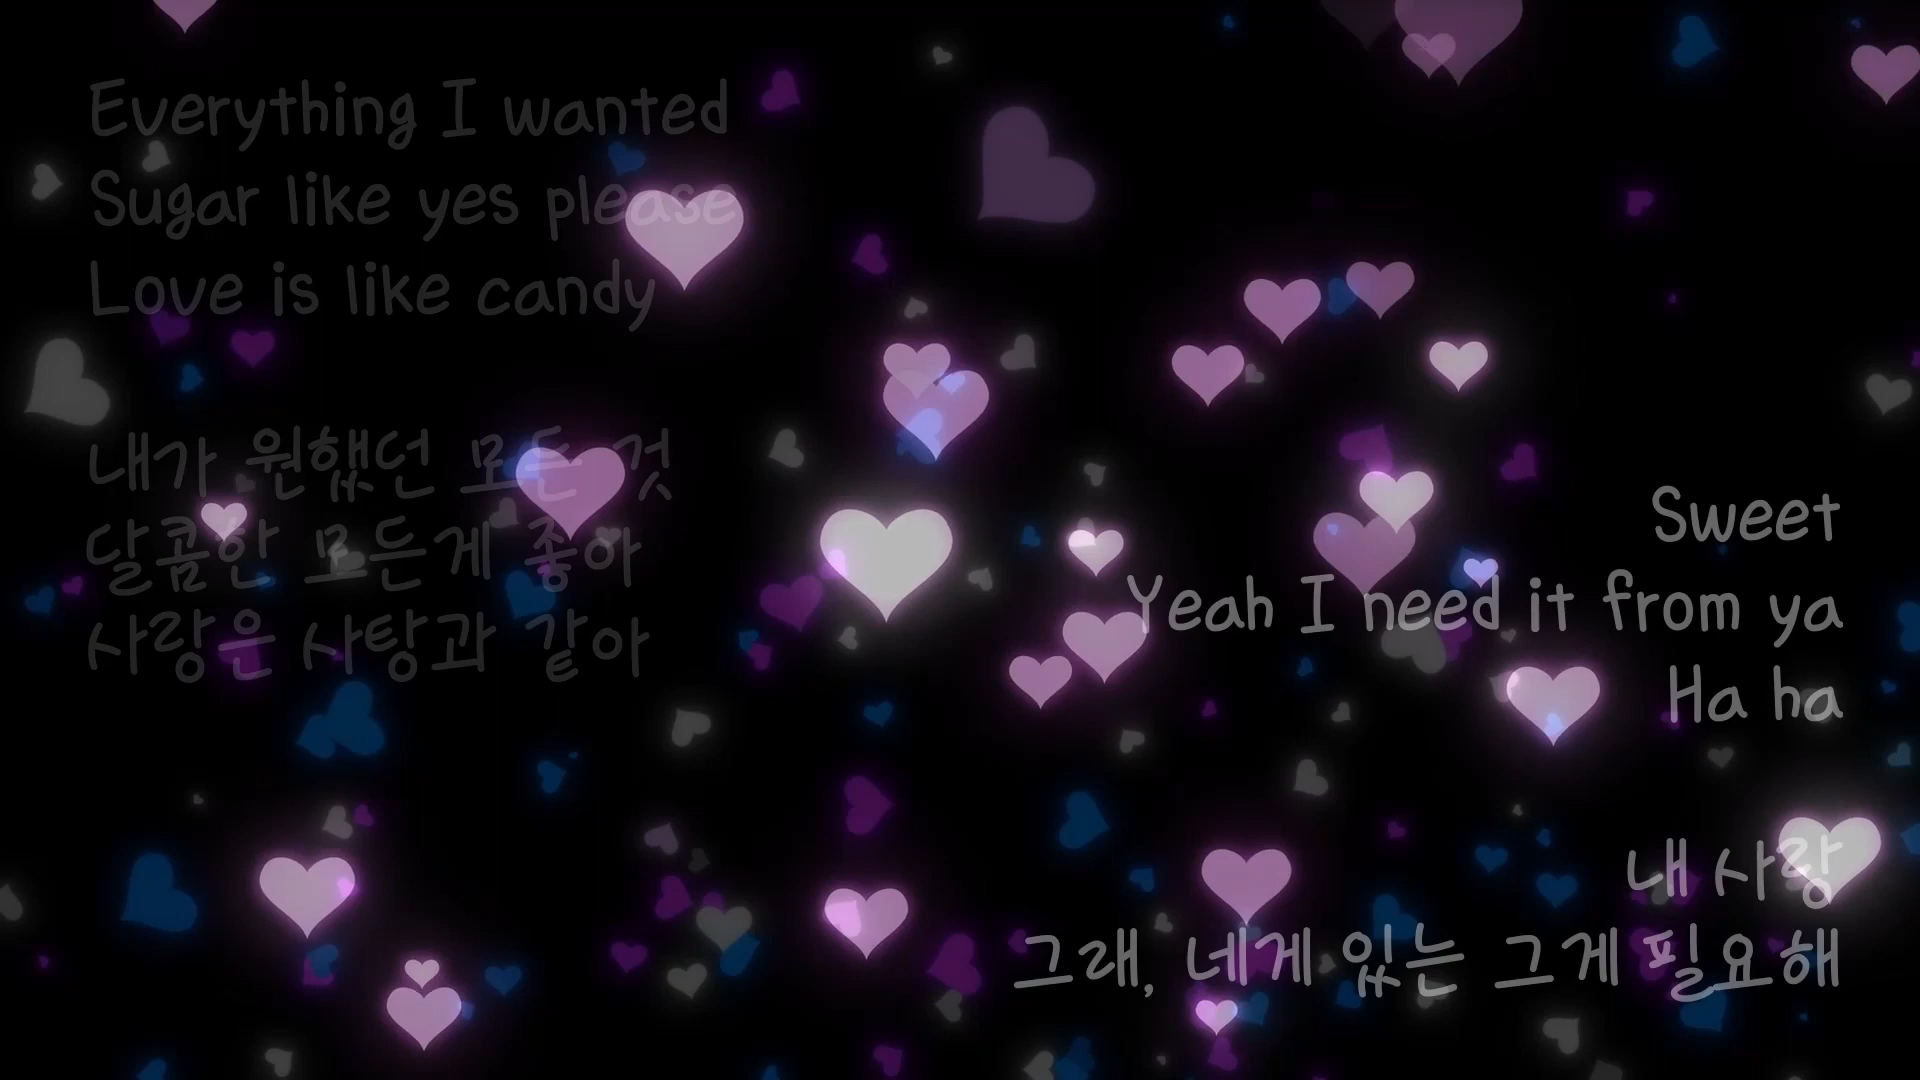 Everything I wanted
Sugar like yes please
Love is like candy
내가 원했던 모든 것
달콤한 모든게 좋아
사랑은 사탕과 같아
Sweet
Yeah I need it from ya
Ha ha
내 사랑
그래, 네게 있는 그게 필요해